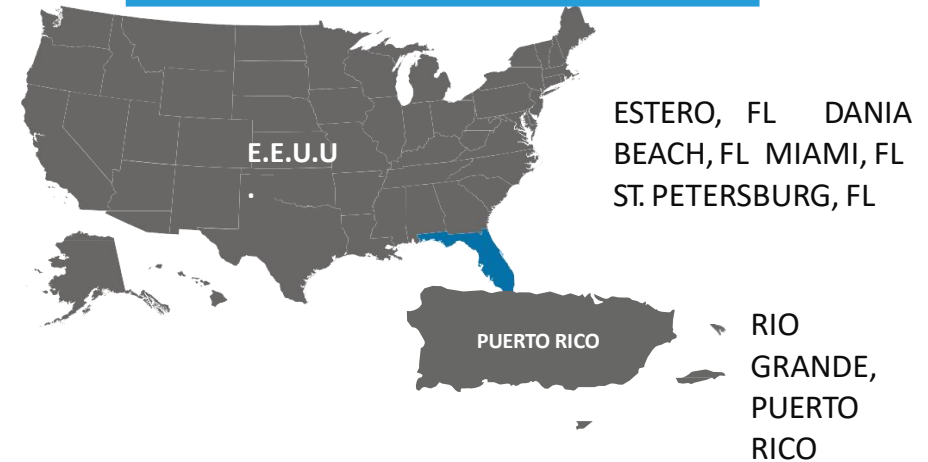 E.E.U.U
ESTERO, FL DANIA
BEACH, FL MIAMI, FL
ST. PETERSBURG, FL
PUERTO RICO
RIO
GRANDE,
PUERTO
RICO